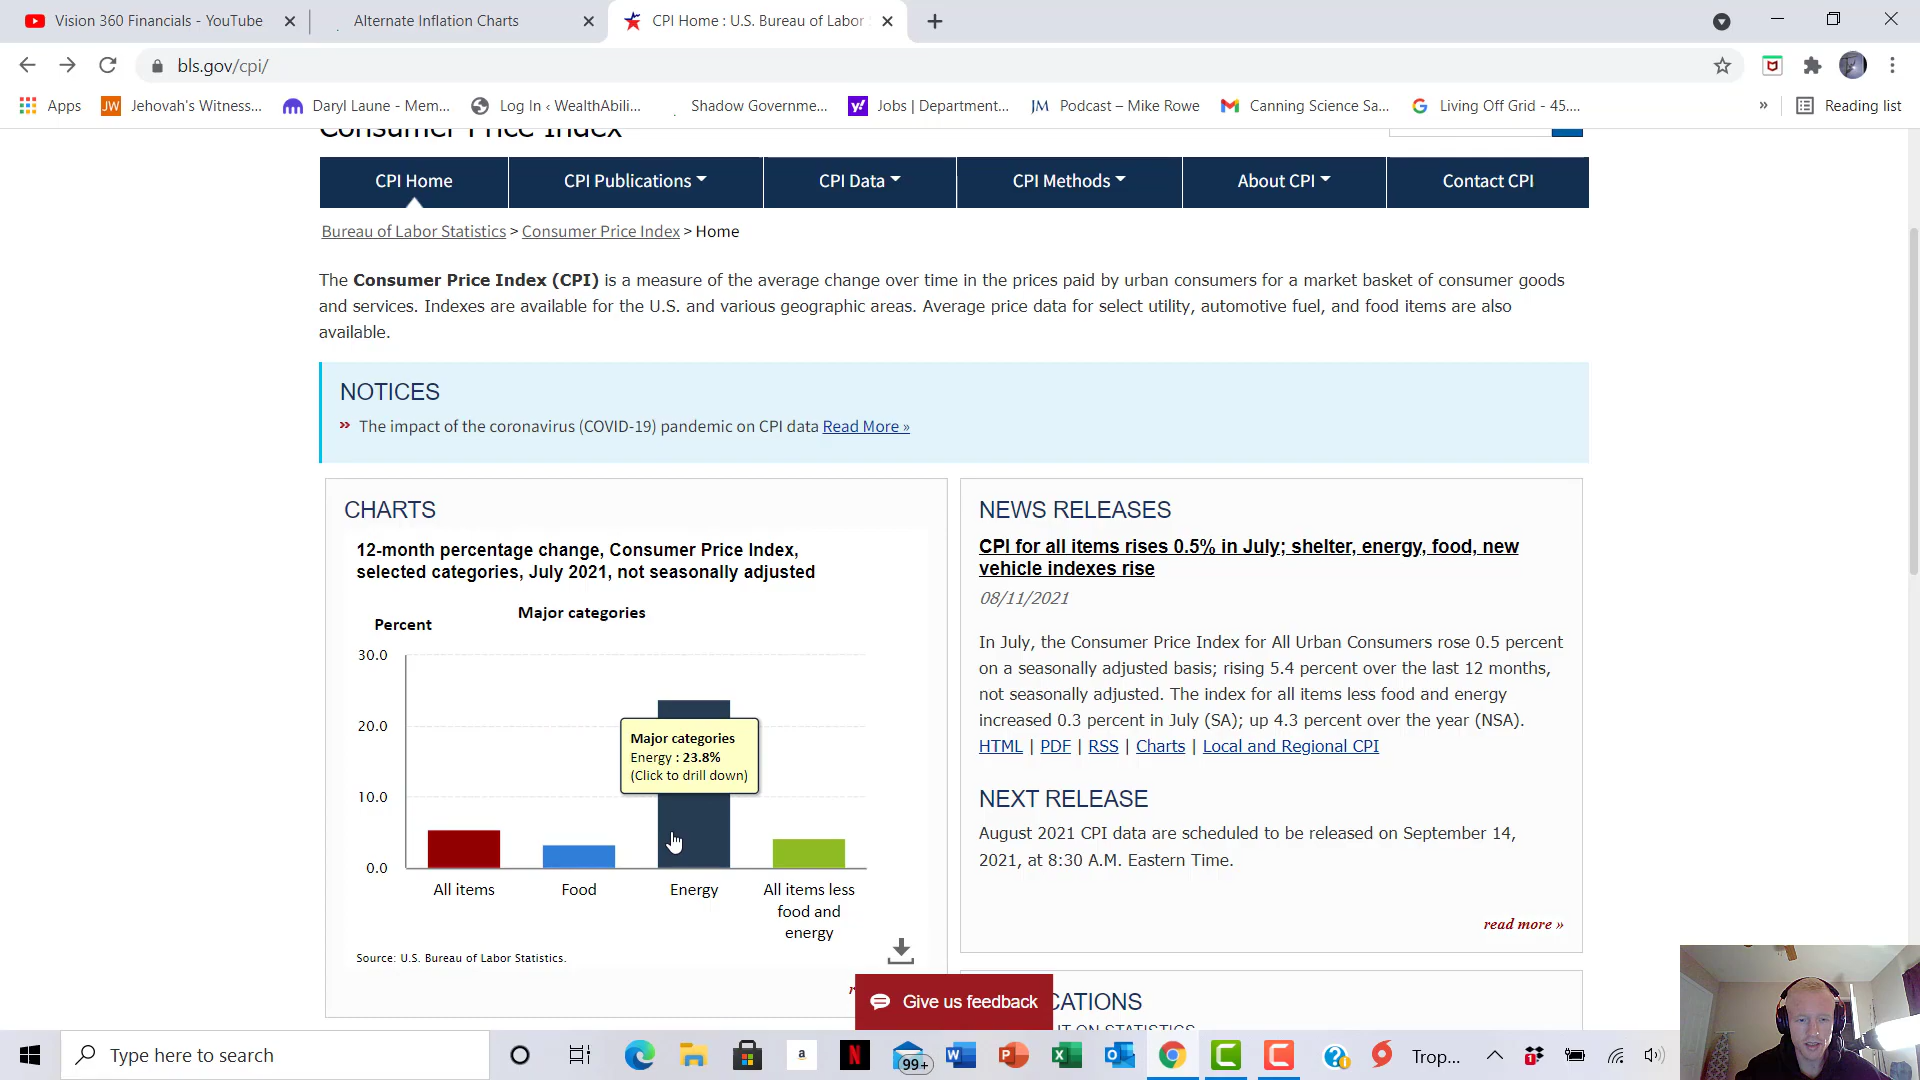 Vision 360 Financials - YouTube
Alternate Inflation Charts
CPI Home : U.S. Bureau of Labor
bls.gov/cpi/
Apps
Jehovah's Witness...
Daryl Laune - Mem...
Log In ‹ WealthAbili...
Shadow Governme...
Jobs | Department...
JM Podcast – Mike Rowe
Canning Science Sa...
Living Off Grid - 45....
»
Reading list
Consumer Price Index
CPI Home
CPI Publications
CPI Data
CPI Methods
About CPI
Contact CPI
Bureau of Labor Statistics > Consumer Price Index > Home
The Consumer Price Index (CPI) is a measure of the average change over time in the prices paid by urban consumers for a market basket of consumer goods
and services. Indexes are available for the U.S. and various geographic areas. Average price data for select utility, automotive fuel, and food items are also
available.
NOTICES
» The impact of the coronavirus (COVID-19) pandemic on CPI data Read More »
CHARTS
12-month percentage change, Consumer Price Index,
selected categories, July 2021, not seasonally adjusted
Major categories
Percent
30.0
20.0
10.0
0.0
Major categories
Energy : 23.8%
(Click to drill down)
All items
Food
Energy
All items less
food and
energy
Source: U.S. Bureau of Labor Statistics.
NEWS RELEASES
CPI for all items rises 0.5% in July; shelter, energy, food, new
vehicle indexes rise
08/11/2021
In July, the Consumer Price Index for All Urban Consumers rose 0.5 percent
on a seasonally adjusted basis; rising 5.4 percent over the last 12 months,
not seasonally adjusted. The index for all items less food and energy
increased 0.3 percent in July (SA); up 4.3 percent over the year (NSA).
HTML | PDF | RSS | Charts | Local and Regional CPI
NEXT RELEASE
August 2021 CPI data are scheduled to be released on September 14,
2021, at 8:30 A.M. Eastern Time.
read more »
Give us feedback
CATIONS
ON STATISTICS
Type here to search
99+
Trop...